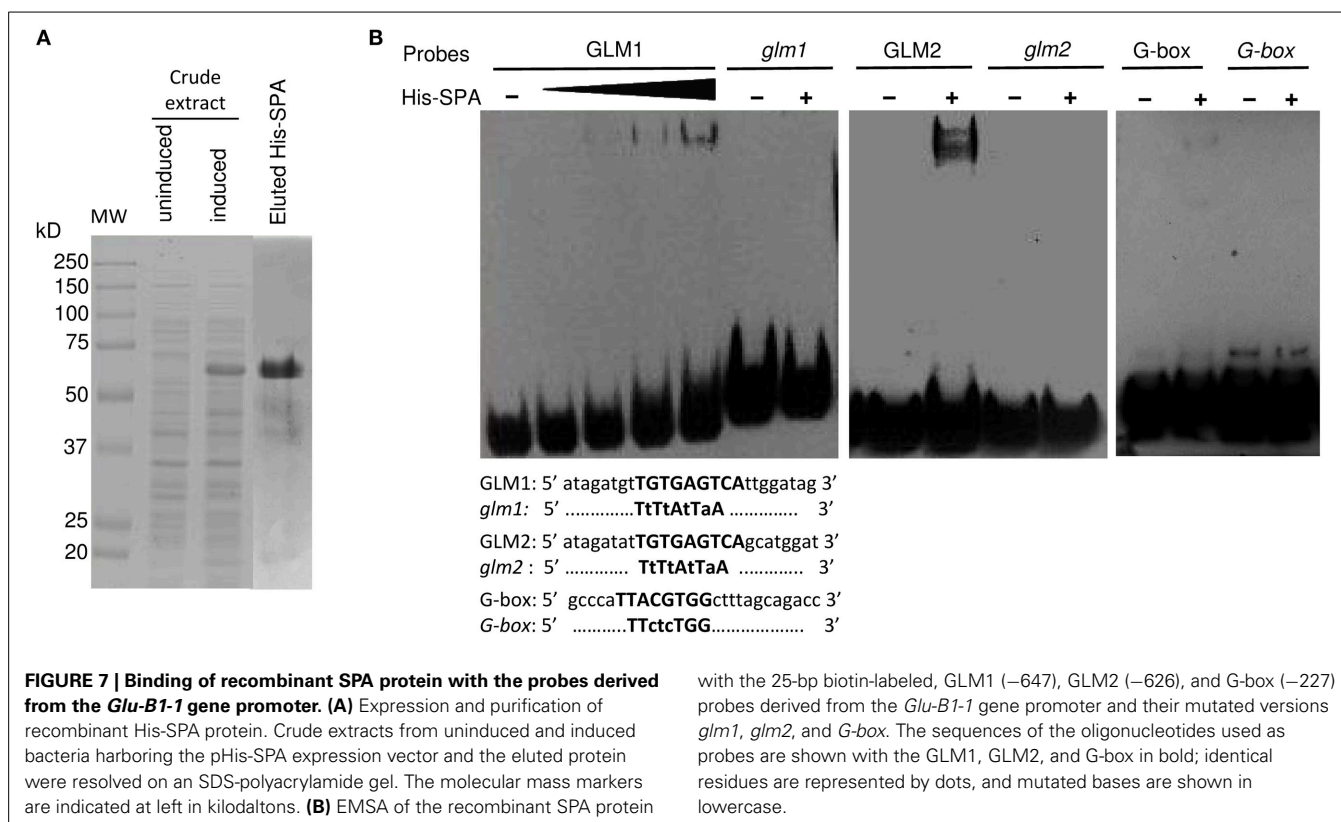 A
Crude
extract
uninduced
induced
Eluted His-SPA
MW
kD
250
150
100
75
50
37
25
20
B
Probes GLM1 glm1 GLM2 glm2 G-box G-box
His-SPA – – + – + – + – + – +
GLM1: 5’ atagatgtTGTGAGTCAttggatag 3’
glm1: 5’ .............TtTtAtTaA ............. 3’
GLM2: 5’ atagatatTGTGAGTCAgcatggat 3’
glm2 : 5’ ............. TtTtAtTaA ............ 3’
G-box: 5’ gcccaTTACGTGGctttagcagacc 3’
G-box: 5’ ...........TTctcTGG................... 3’
FIGURE 7 | Binding of recombinant SPA protein with the probes derived
from the Glu-B1-1 gene promoter. (A) Expression and purification of
recombinant His-SPA protein. Crude extracts from uninduced and induced
bacteria harboring the pHis-SPA expression vector and the eluted protein
were resolved on an SDS-polyacrylamide gel. The molecular mass markers
are indicated at left in kilodaltons. (B) EMSA of the recombinant SPA protein
with the 25-bp biotin-labeled, GLM1 (−647), GLM2 (−626), and G-box (−227)
probes derived from the Glu-B1-1 gene promoter and their mutated versions
glm1, glm2, and G-box. The sequences of the oligonucleotides used as
probes are shown with the GLM1, GLM2, and G-box in bold; identical
residues are represented by dots, and mutated bases are shown in
lowercase.